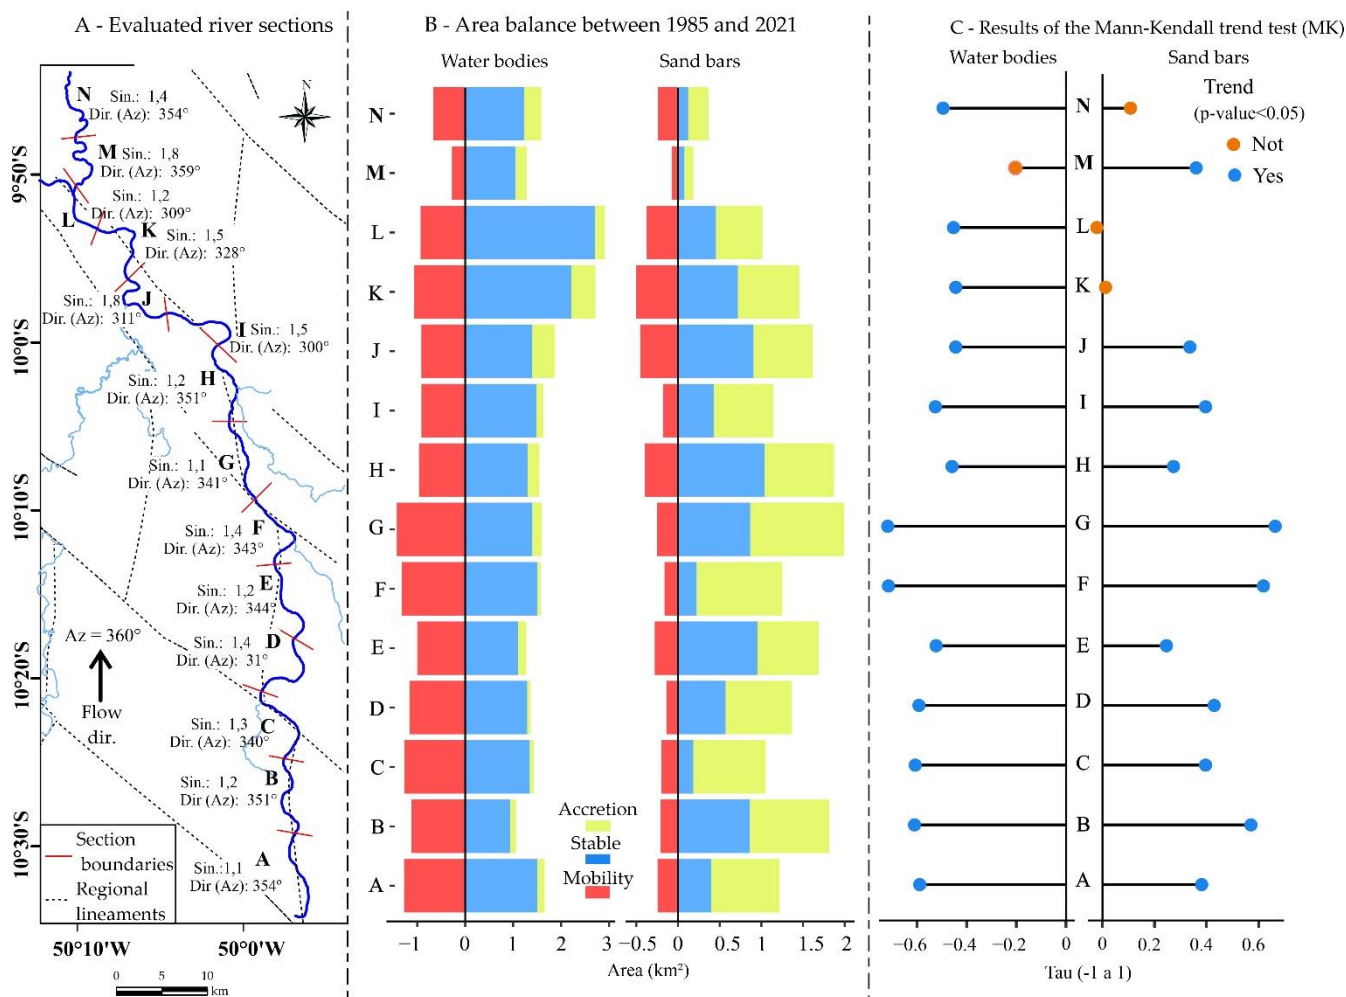 A - Evaluated river sections
N
N
Sin.: 1,4
Dir. (Az): 354°
M
Sin.: 1,8
Dir. (Az): 359°
Sin.: 1,2
Dir. (Az): 309°
L
K
Sin.: 1,5
Dir. (Az): 328°
Sin.: 1,8
J
Dir. (Az): 311°
I
Sin.: 1,5
Dir. (Az): 300°
H
Sin.: 1,2
Dir. (Az): 351°
G
Sin.: 1,1
Dir. (Az): 341°
F
Sin.: 1,4
Dir. (Az): 343°
E
Sin.: 1,2
Dir. (Az): 344°
D
Sin.: 1,4
Dir. (Az): 31°
C
Sin.: 1,3
Dir. (Az): 340°
B
Sin.: 1,2
Dir (Az): 351°
A
Sin.:1,1
Dir (Az): 354°
Az = 360°
Flow
dir.
Section
boundaries
Regional
lineaments
9°50'S
10°0'S
10°10'S
10°20'S
10°30'S
50°10'W
50°0'W
0 5 10
km
B - Area balance between 1985 and 2021
Water bodies
Sand bars
N
M
L
K
J
I
H
G
F
E
D
C
B
A
Accretion
Stable
Mobility
−1 0 1 2 3
−0.5 0 0.5 1 1.5 2
Area (km²)
C - Results of the Mann-Kendall trend test (MK)
Water bodies
Sand bars
Trend
(p-value<0.05)
Not
Yes
N
M
L
K
J
I
H
G
F
E
D
C
B
A
−0.6 −0.4 −0.2 0
0 0.2 0.4 0.6
Tau (-1 a 1)